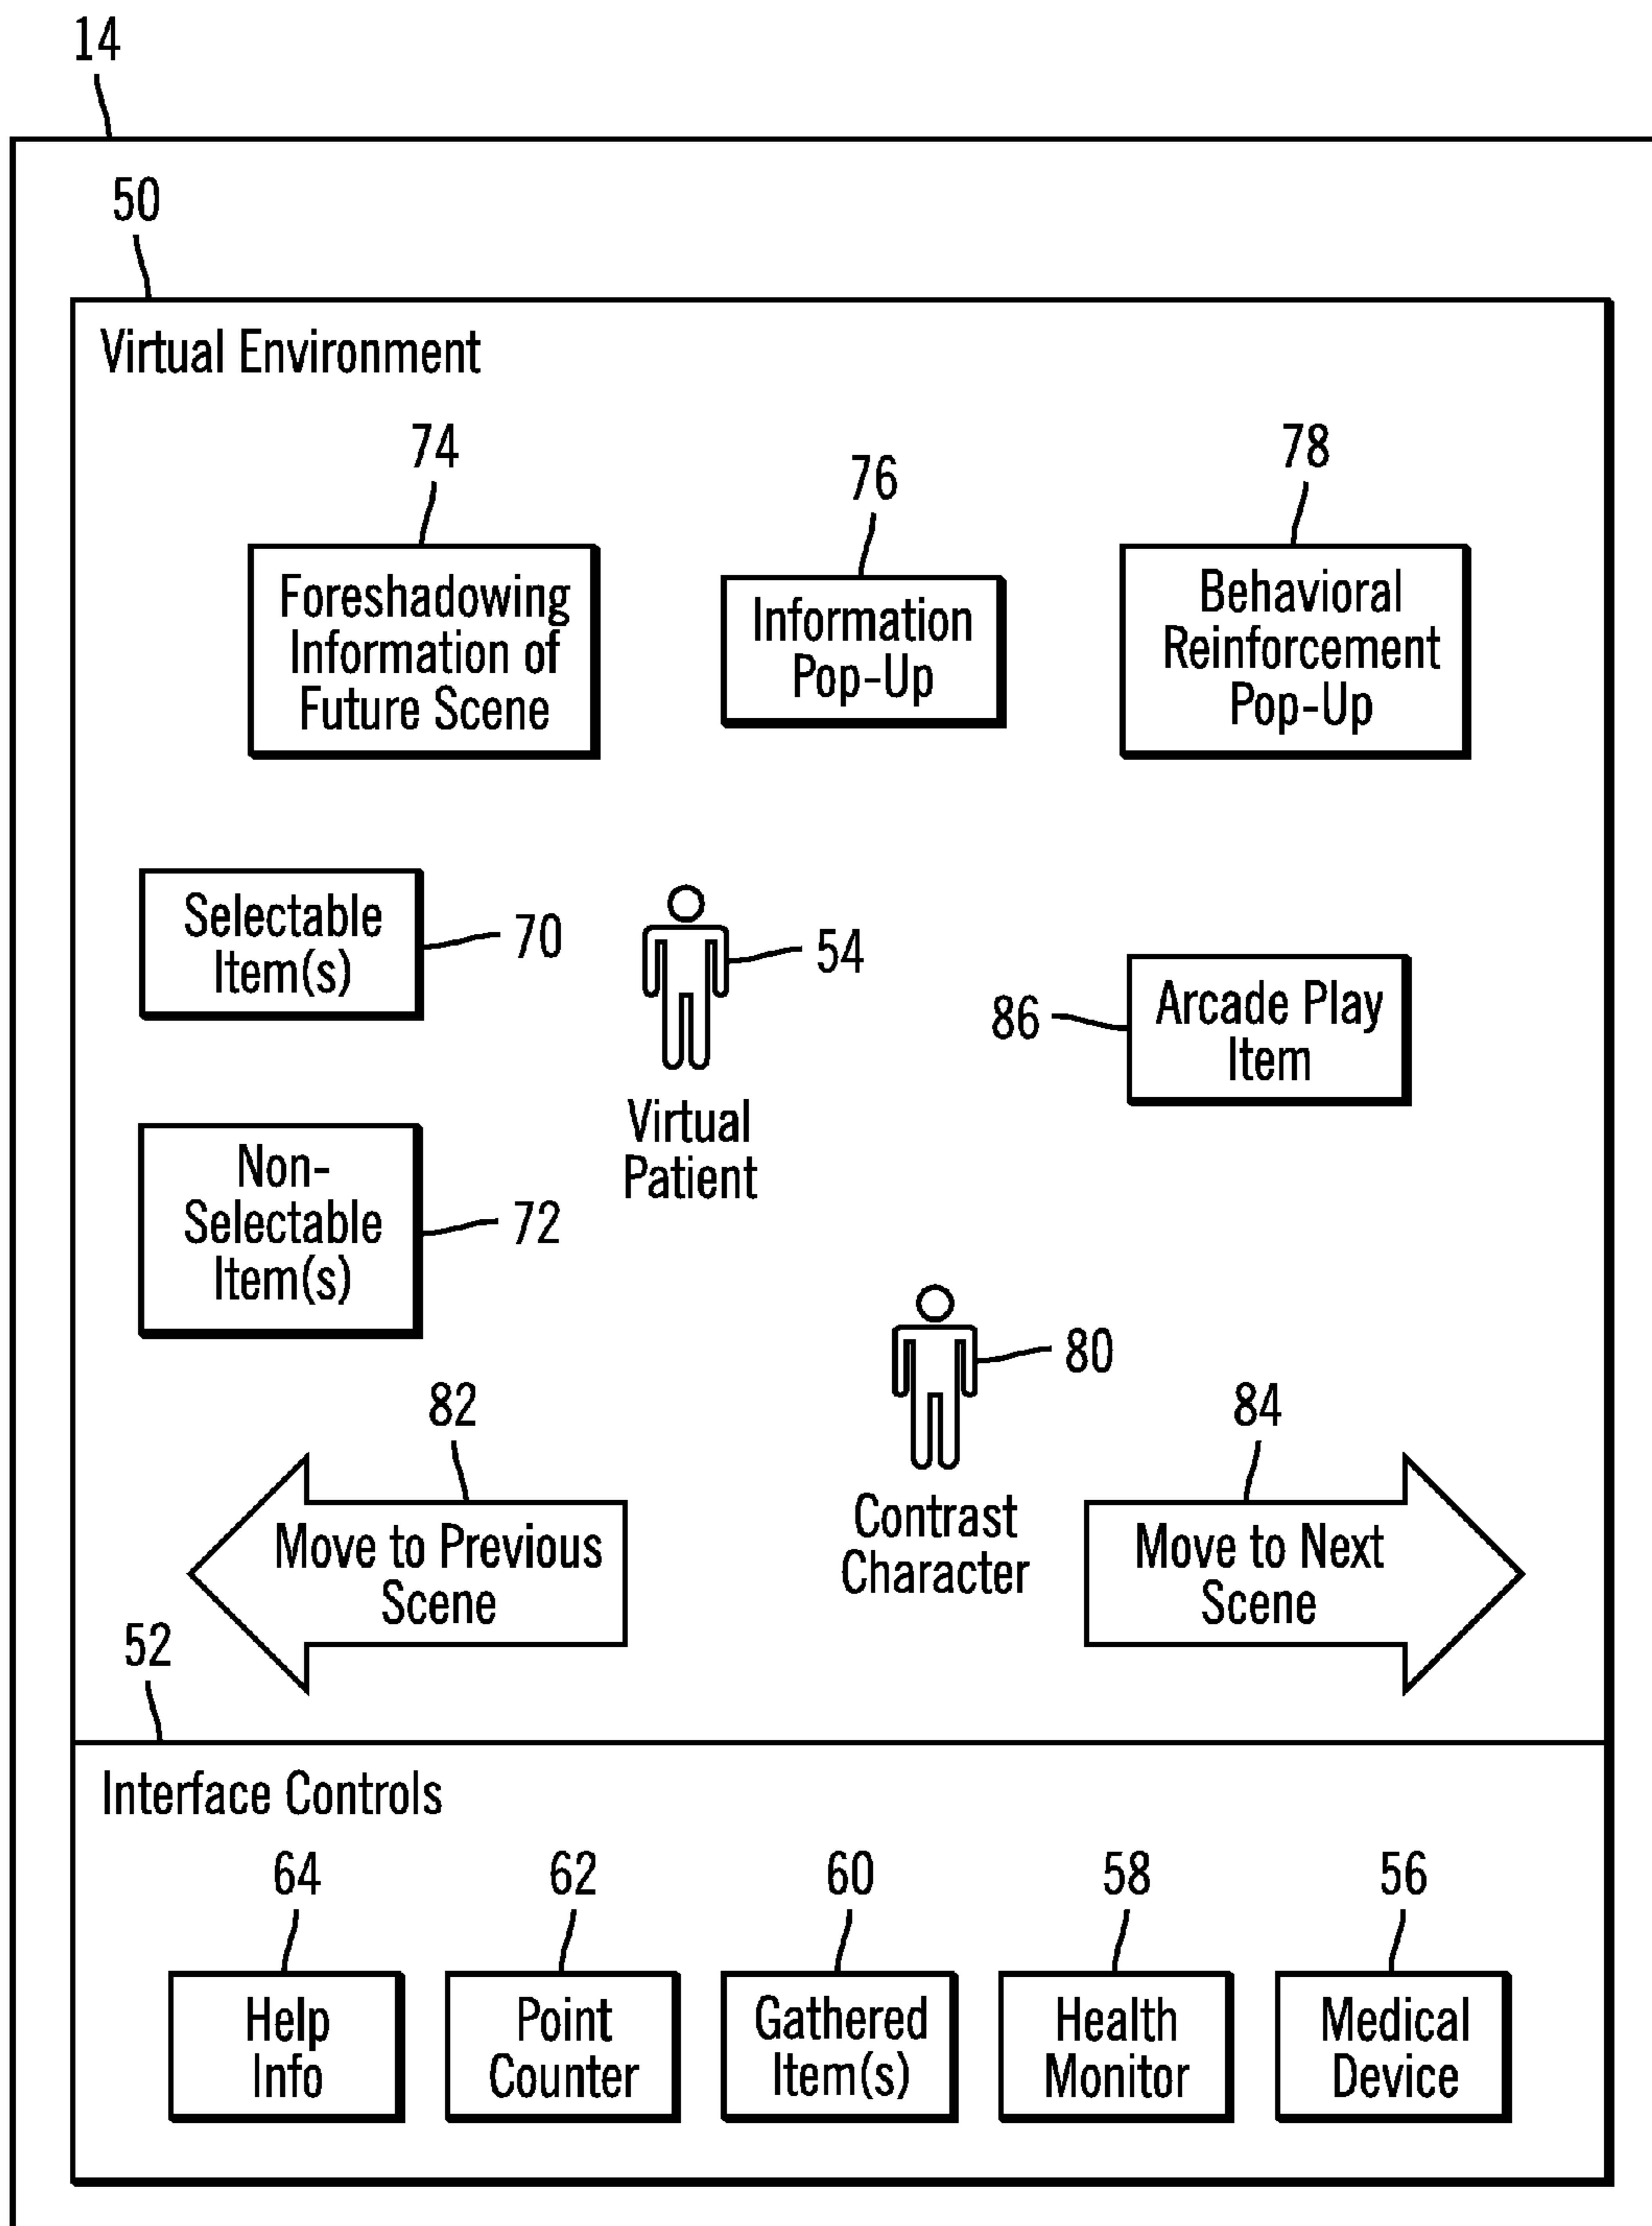 14
50
Virtual Environment
74
76
78
Foreshadowing
Information of
Future Scene
Information
Pop-Up
Behavioral
Reinforcement
Pop-Up
Selectable
Item(s)
70
54
86
Arcade Play
Item
Virtual
Patient
Non-
Selectable
Item(s)
72
80
82
84
Contrast
Character
Move to Previous
Scene
Move to Next
Scene
52
Interface Controls
64
62
60
58
56
Help
Info
Point
Counter
Gathered
Item(s)
Health
Monitor
Medical
Device